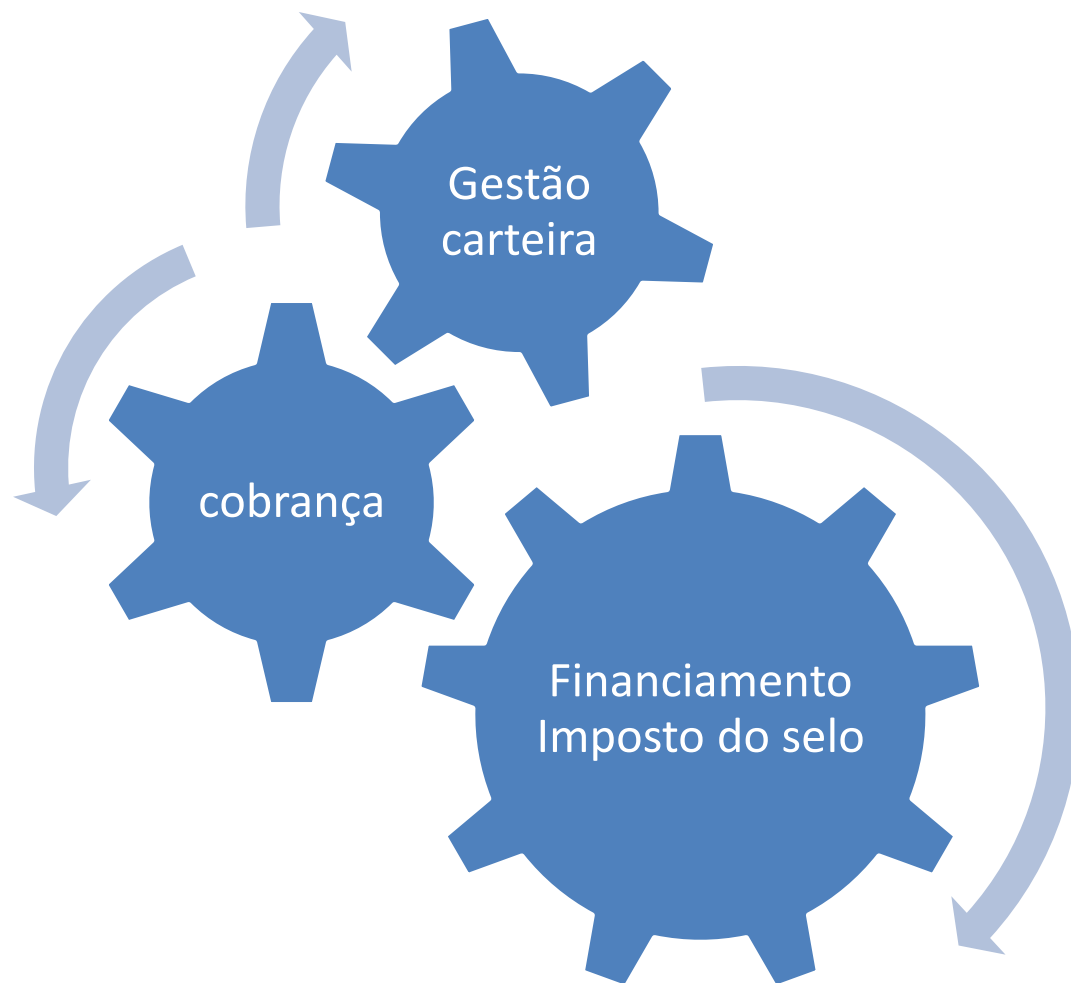 Gestão
carteira
cobrança
Financiamento
Imposto do selo